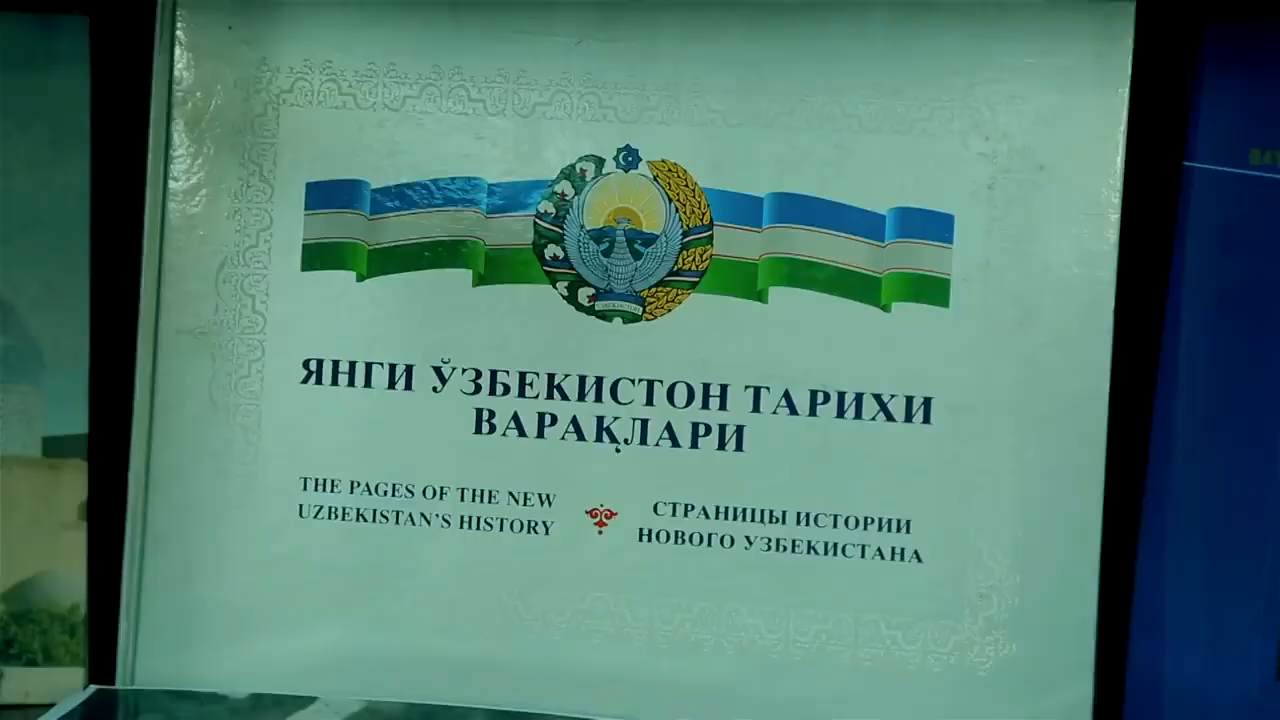 ЯНГИ ЎЗБЕКИСТОН ТАРИХИ
ВАРАҚЛАРИ
THE PAGES OF THE NEW
UZBEKISTAN'S HISTORY
СТРАНИЦЫ ИСТОРИИ
НОВОГО УЗБЕКИСТАНА